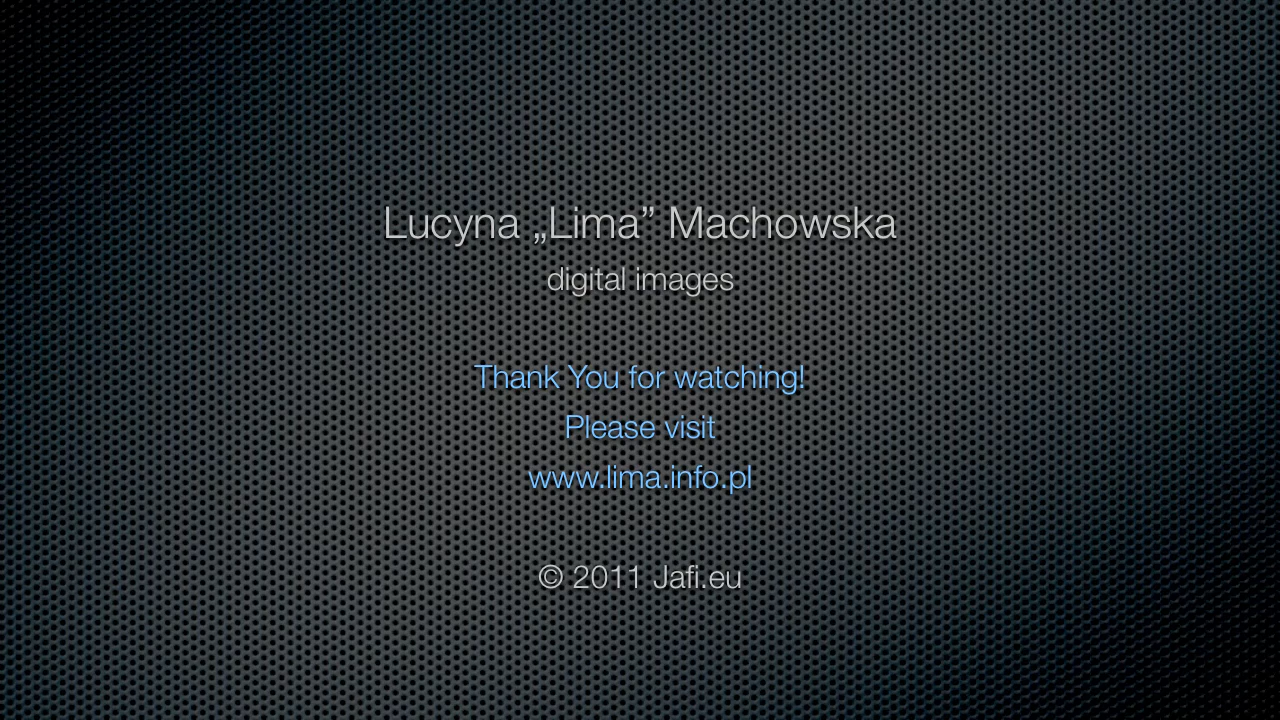 Lucyna „Lima” Machowska
digital images
Thank You for watching!
Please visit
www.lima.info.pl
© 2011 Jafi.eu